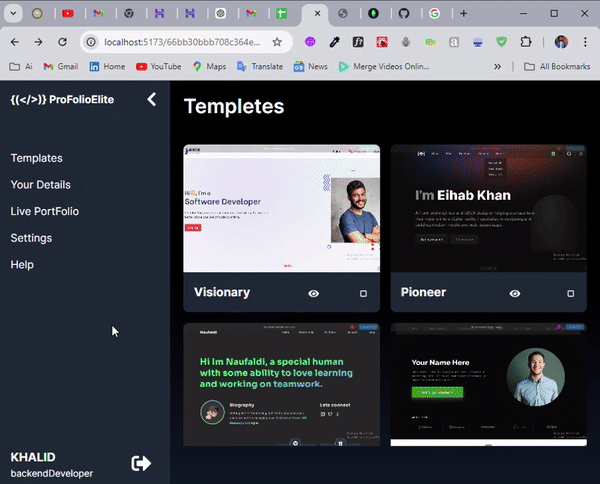 localhost:5173/66bb30bbb708c364e...
Ai
Gmail
Home
YouTube
Maps
Translate
News
Merge Videos Onlin...
All Bookmarks
{(</>)} ProFolioElite
Templetes
Templates
Your Details
Live PortFolio
Settings
Help
Hi, I'm a
Software Developer
Visionary
I'm Eihab Khan
Pioneer
Naufaldi
Hi Im Naufaldi, a special human
with some ability to love learning
and working on teamwork.
Biography
Lets connect
Your Name Here
KHALID
backendDeveloper